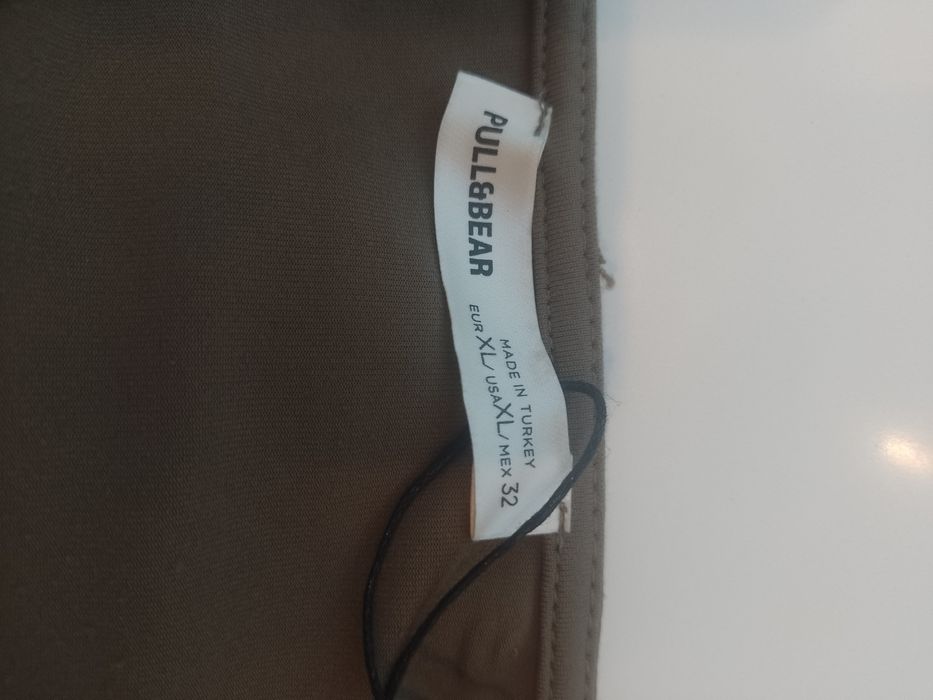 PULL&BEAR
MADE IN TURKEY
EUR XL/ USA XL/ MEX 32